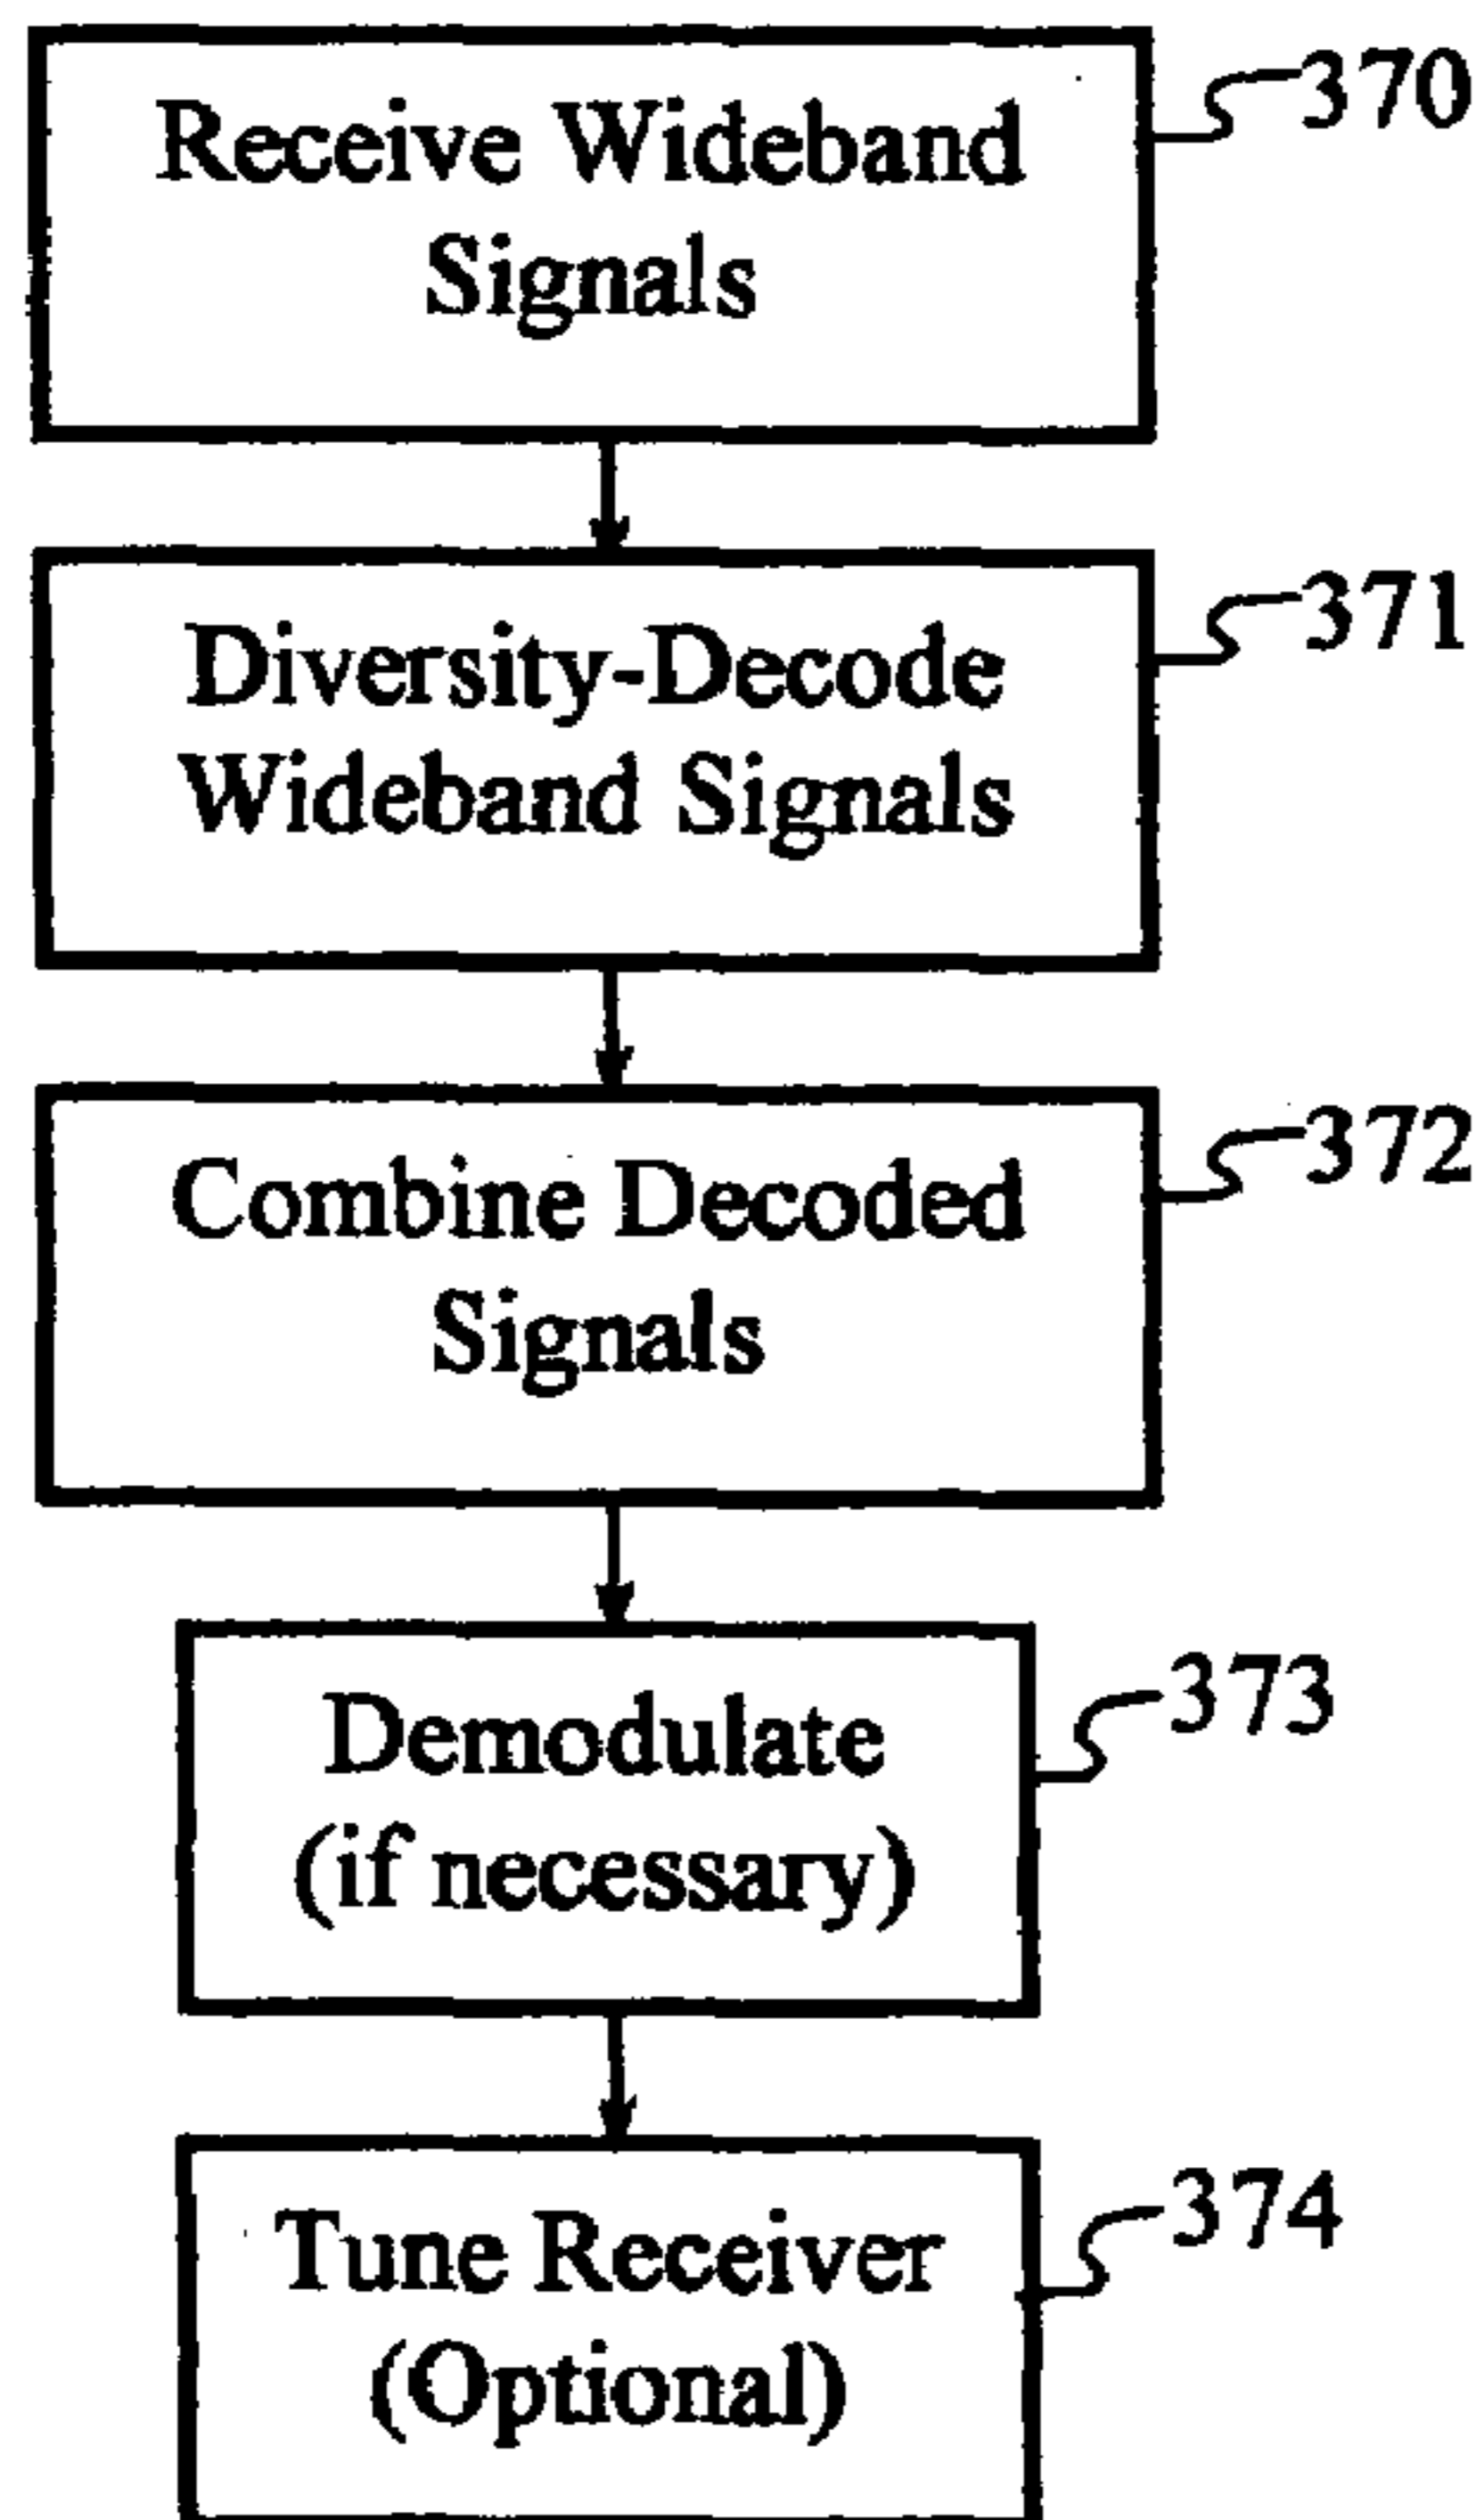 Receive Wideband
Signals
370
Diversity-Decode
Wideband Signals
371
Combine Decoded
Signals
372
Demodulate
(if necessary)
373
Tune Receiver
(Optional)
374